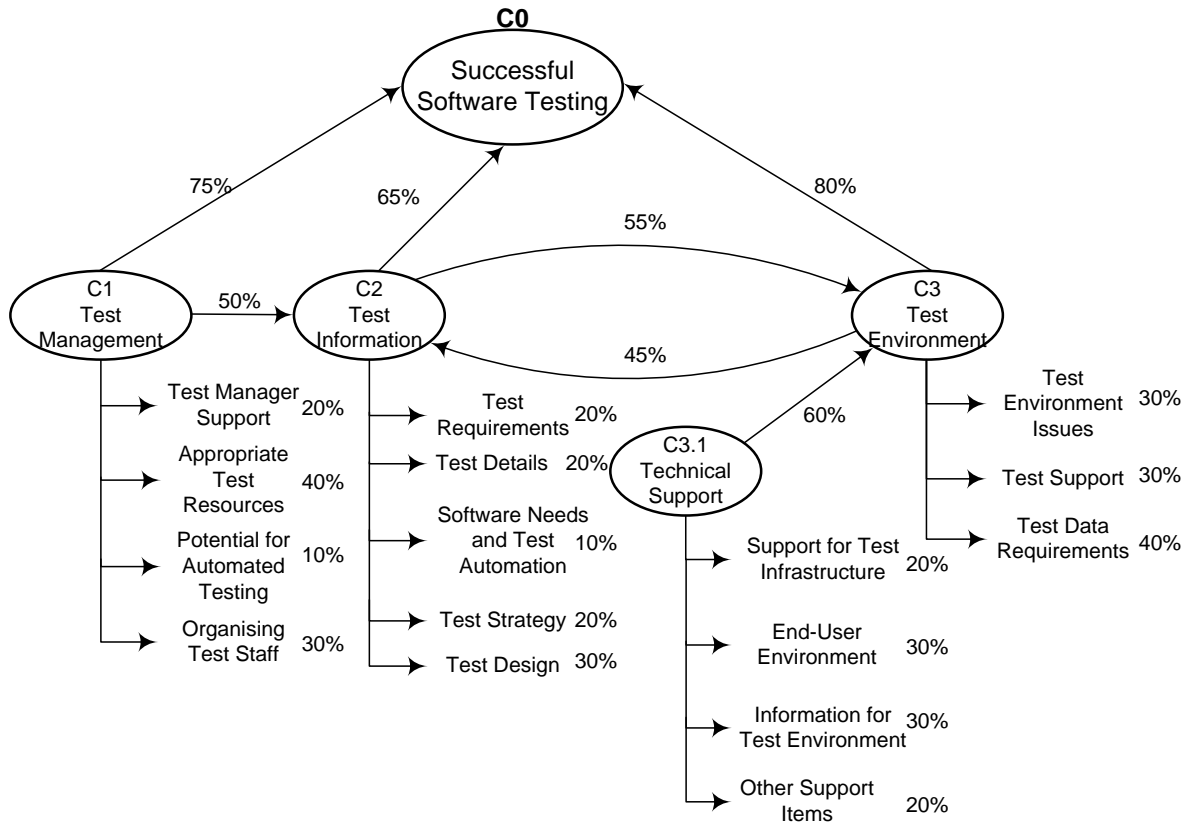 C0
Successful
Software Testing
75%
65%
80%
55%
C1
Test
Management
50%
C2
Test
Information
C3
Test
Environment
45%
60%
Test Manager
Support
20%
Appropriate
Test
Resources
40%
Potential for
Automated
Testing
10%
Organising
Test Staff
30%
Test
Requirements
20%
Test Details
20%
Software Needs
and Test
Automation
10%
Test Strategy
20%
Test Design
30%
C3.1
Technical
Support
Support for Test
Infrastructure
20%
End-User
Environment
30%
Information for
Test Environment
30%
Other Support
Items
20%
Test
Environment
Issues
30%
Test Support
30%
Test Data
Requirements
40%